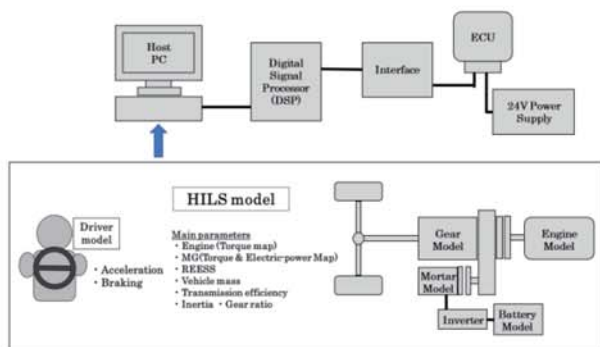 Host
PC
Digital
Signal
Processor
(DSP)
Interface
ECU
24V Power
Supply
HILS model
Driver
model
・Acceleration
・Braking
Main parameters
・Engine (Torque map)
・MG(Torque & Electric-power Map)
・REESS
・Vehicle mass
・Transmission efficiency
・Inertia ・Gear ratio
Gear
Model
Engine Model
Mortar
Model
Inverter
Battery
Model